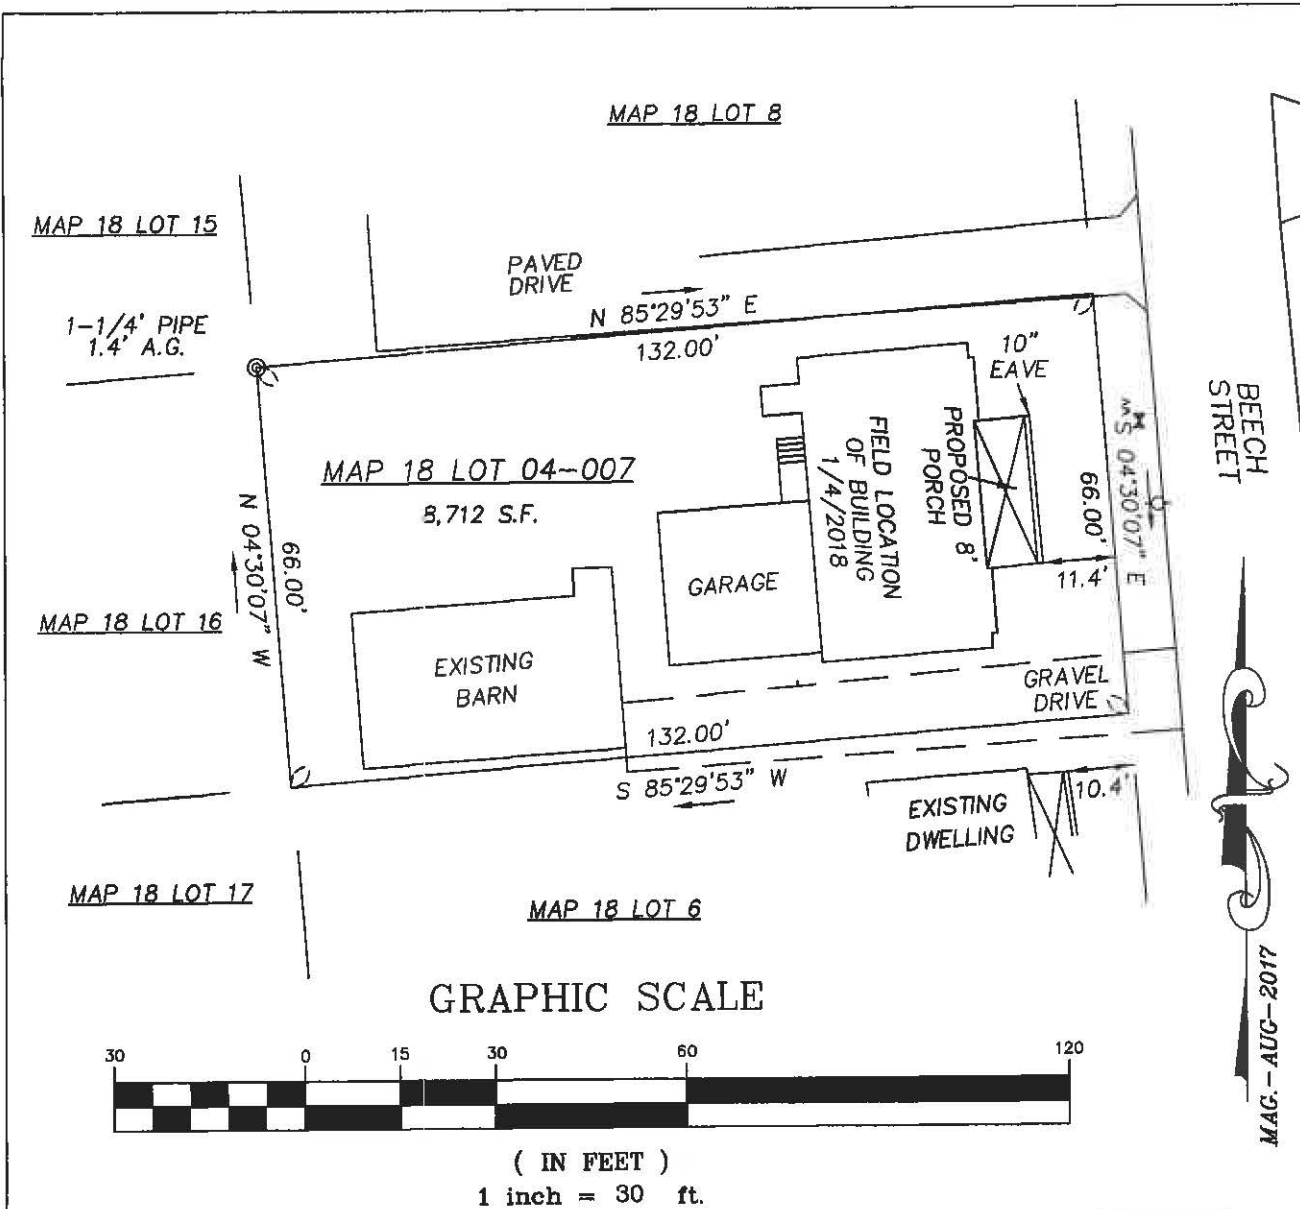 MAP 18 LOT 8
MAP 18 LOT 15
PAVED
DRIVE
1-1/4' PIPE
1.4' A.G.
N 85°29'53" E
132.00'
10"
EAVE
BEECH
STREET
MAP 18 LOT 04-007
8,712 S.F.
FIELD LOCATION
OF BUILDING
1/4/2018
PROPOSED 8'
PORCH
66.00'
S 04°30'07" E
11.4'
N 04°30'07" W
66.00'
GARAGE
MAP 18 LOT 16
EXISTING
BARN
GRAVEL
DRIVE
132.00'
S 85°29'53" W
10.4'
EXISTING
DWELLING
MAP 18 LOT 17
MAP 18 LOT 6
MAG.-AUG-2017
GRAPHIC SCALE
30 0 15 30 60 120
( IN FEET )
1 inch = 30 ft.